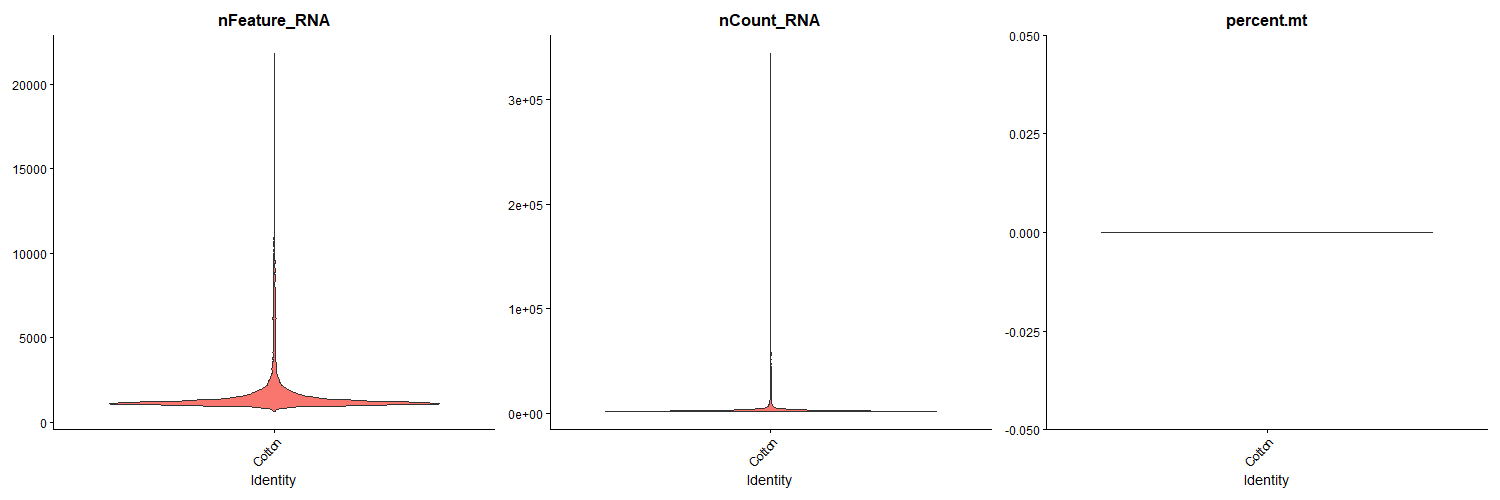 nFeature_RNA
20000
15000
10000
5000
0
Cotton
Identity
nCount_RNA
3e+05
2e+05
1e+05
0e+00
Cotton
Identity
percent.mt
0.050
0.025
0.000
-0.025
-0.050
Cotton
Identity